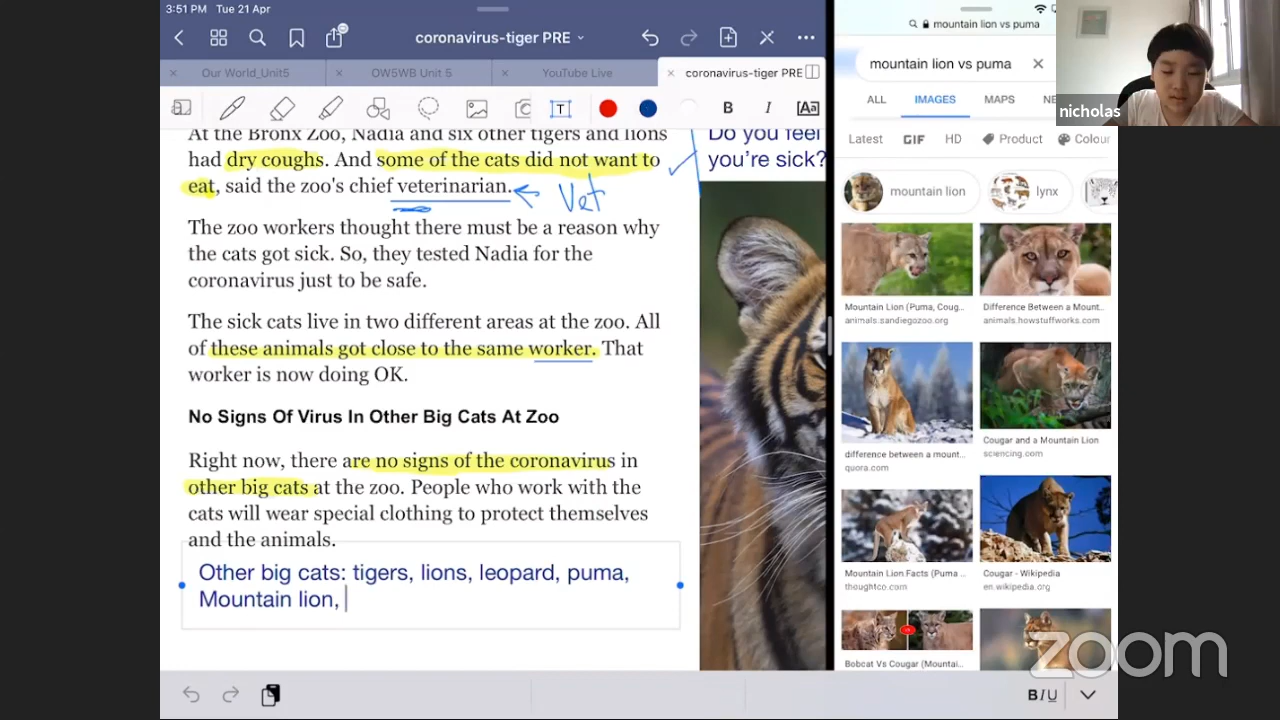 3:51 PM Tue 21 Apr
coronavirus-tiger PRE
Our World_Unit5
OW5WB Unit 5
YouTube Live
coronavirus-tiger PRE
T
B
I
Aa
At the Bronx Zoo, Nadia and six other tigers and lions
had dry coughs. And some of the cats did not want to
eat, said the zoo's chief veterinarian.
Vet
The zoo workers thought there must be a reason why
the cats got sick. So, they tested Nadia for the
coronavirus just to be safe.
The sick cats live in two different areas at the zoo. All
of these animals got close to the same worker. That
worker is now doing OK.
No Signs Of Virus In Other Big Cats At Zoo
Right now, there are no signs of the coronavirus in
other big cats at the zoo. People who work with the
cats will wear special clothing to protect themselves
and the animals.
Other big cats: tigers, lions, leopard, puma,
Mountain lion,
Do you feel
you're sick?
mountain lion vs puma
mountain lion vs puma
ALL
IMAGES
MAPS
NE
Latest
GIF
HD
Product
Colour
mountain lion
lynx
Mountain Lion (Puma, Coug...
animals.sandiegozoo.org
Difference Between a Mount...
animals.howstuffworks.com
difference between a mount...
quora.com
Cougar and a Mountain Lion
sciencing.com
Mountain Lion Facts (Puma ...
thoughtco.com
Cougar - Wikipedia
en.wikipedia.org
Bobcat Vs Cougar (Mountai...
nicholas
zoom
B I U